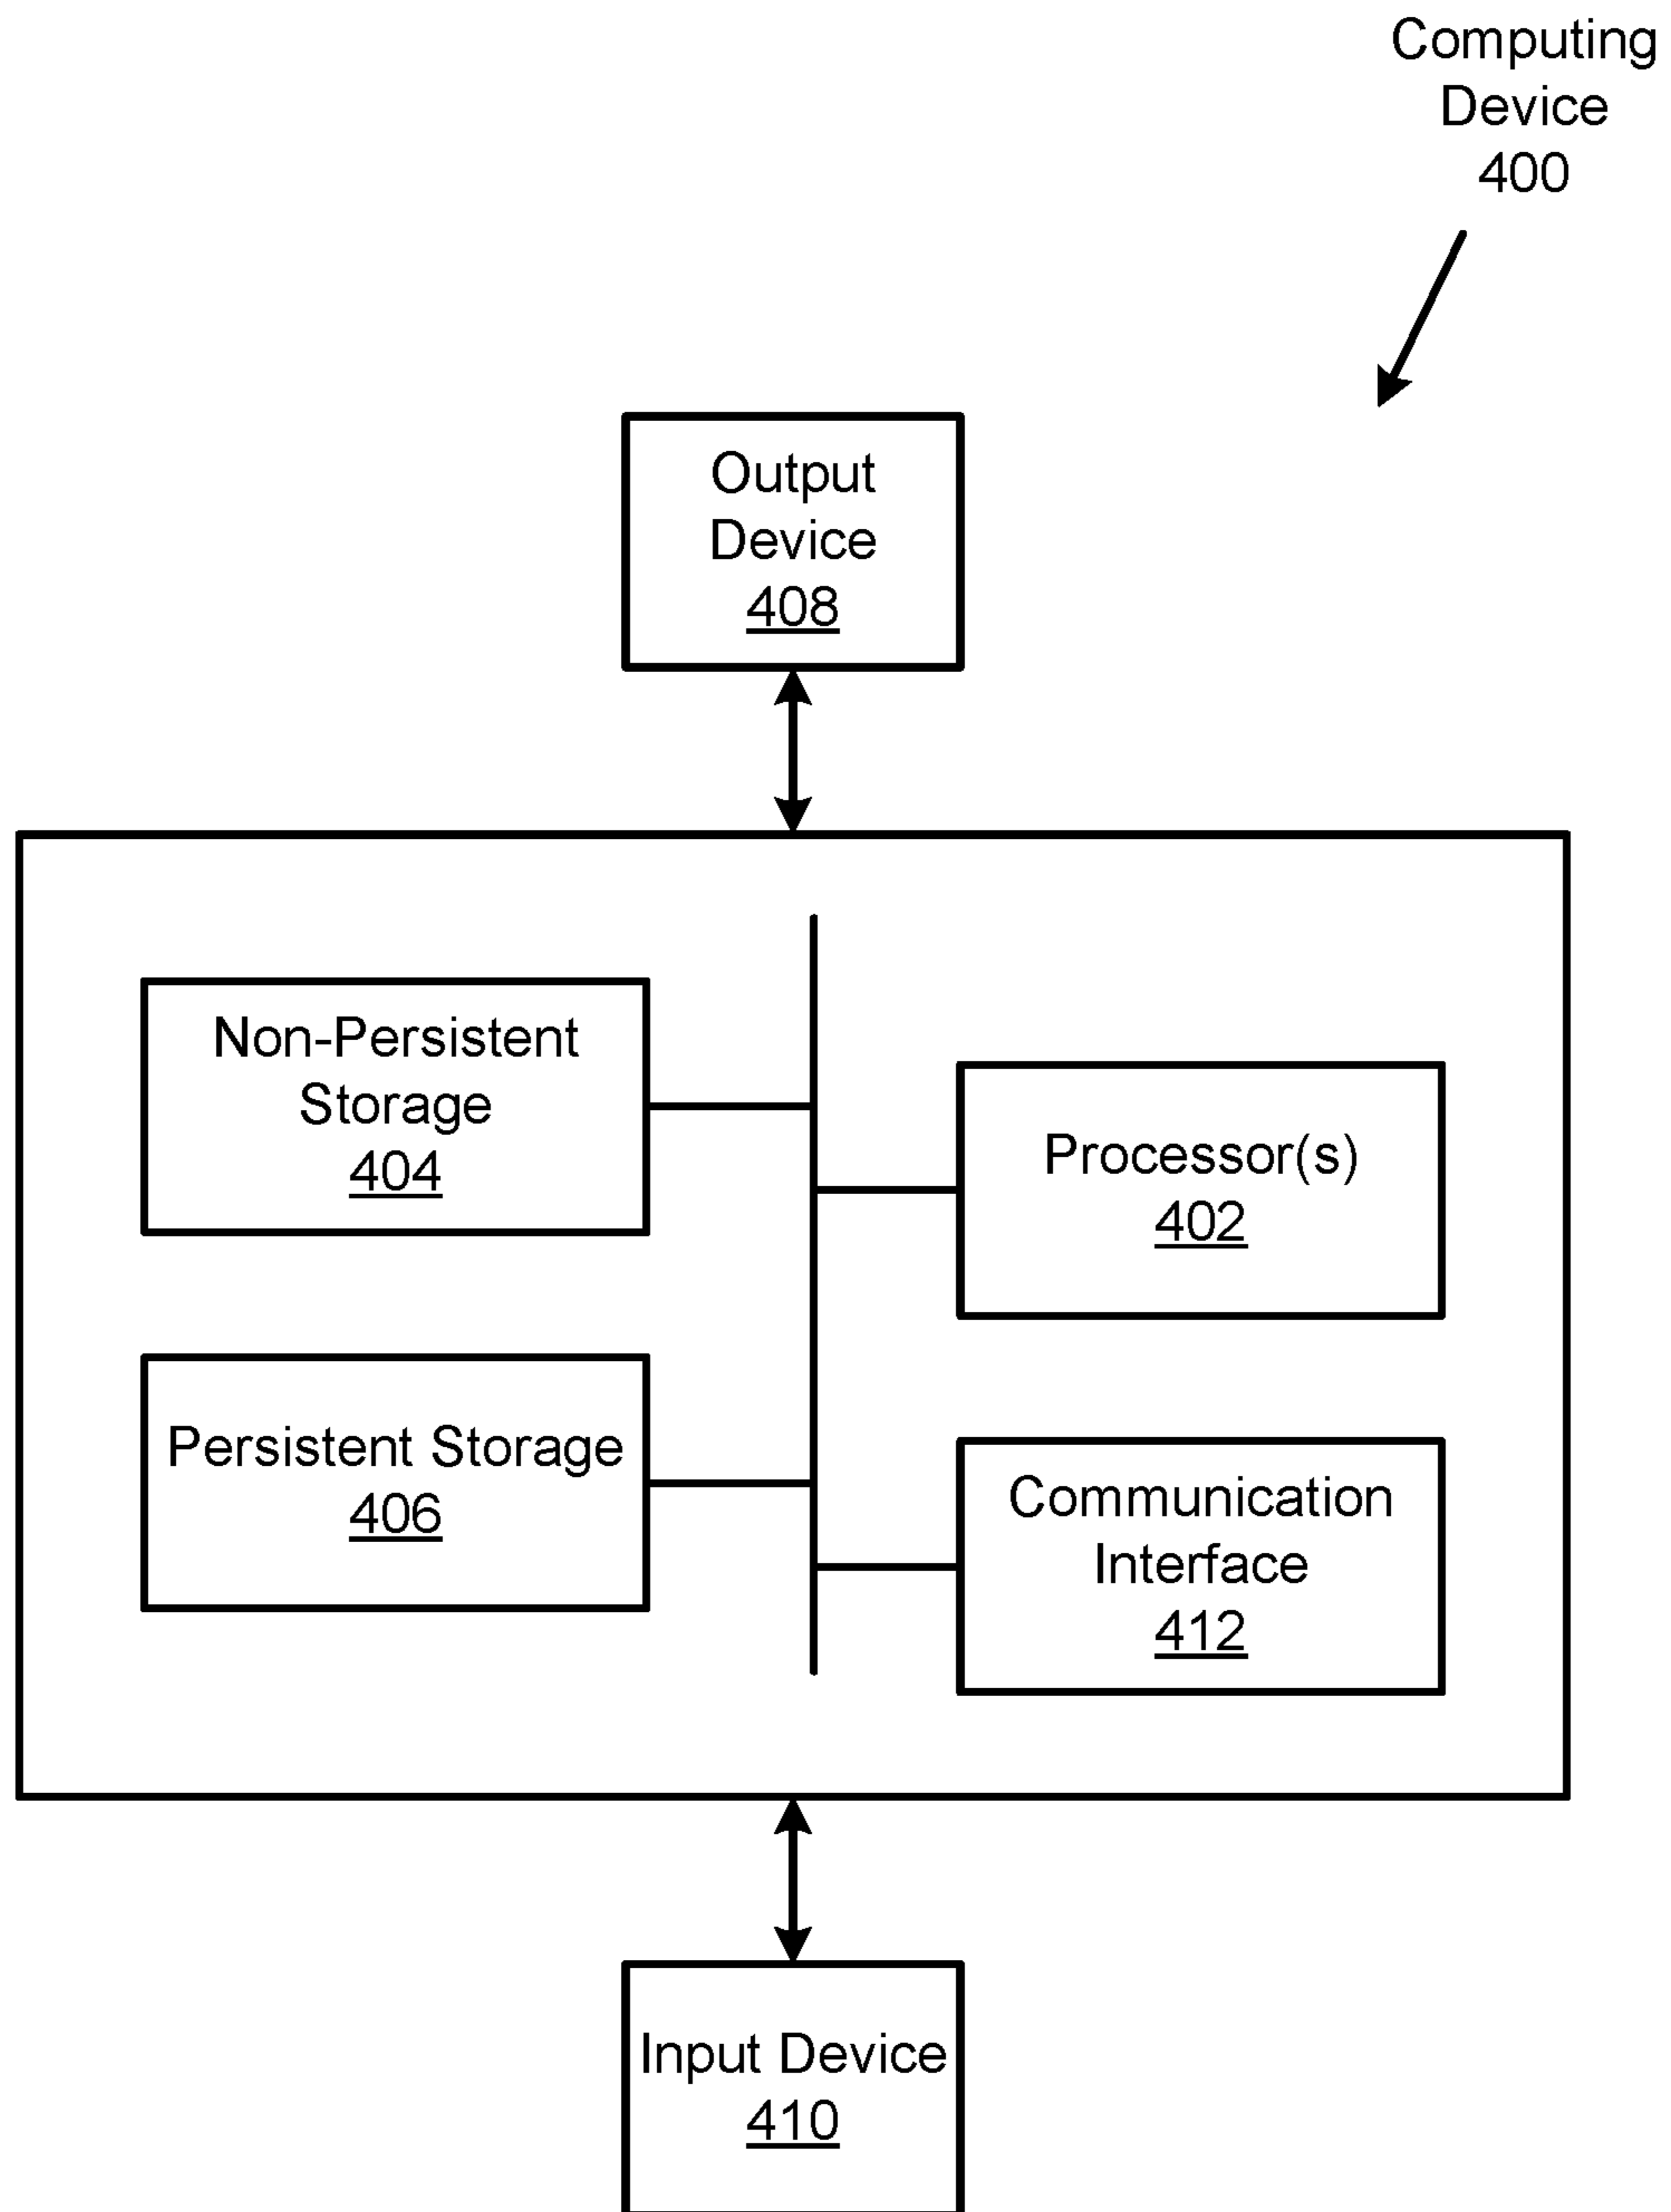 Computing
Device
400
Output
Device
408
Non-Persistent
Storage
404
Processor(s)
402
Persistent Storage
406
Communication
Interface
412
Input Device
410